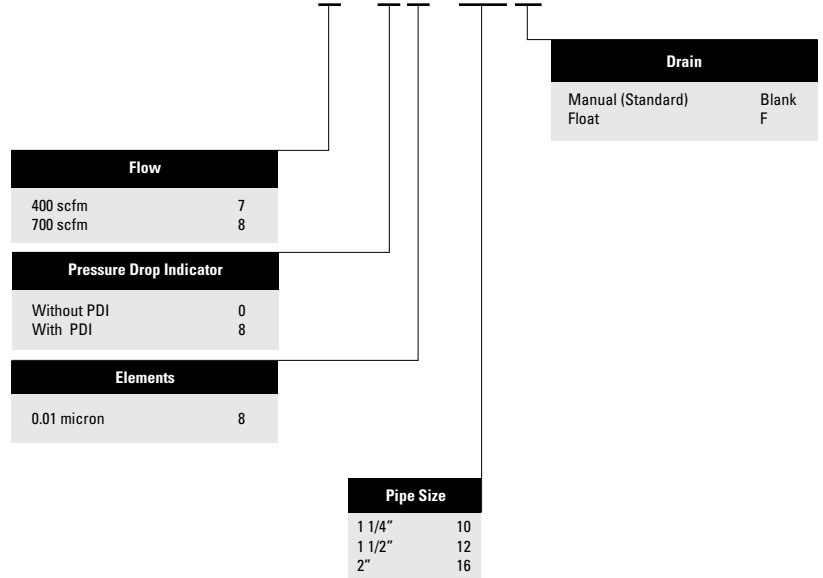 Drain
Manual (Standard) Blank
Float F
Flow
400 scfm 7
700 scfm 8
Pressure Drop Indicator
Without PDI 0
With PDI 8
Elements
0.01 micron 8
Pipe Size
1 1/4″ 10
1 1/2″ 12
2″ 16